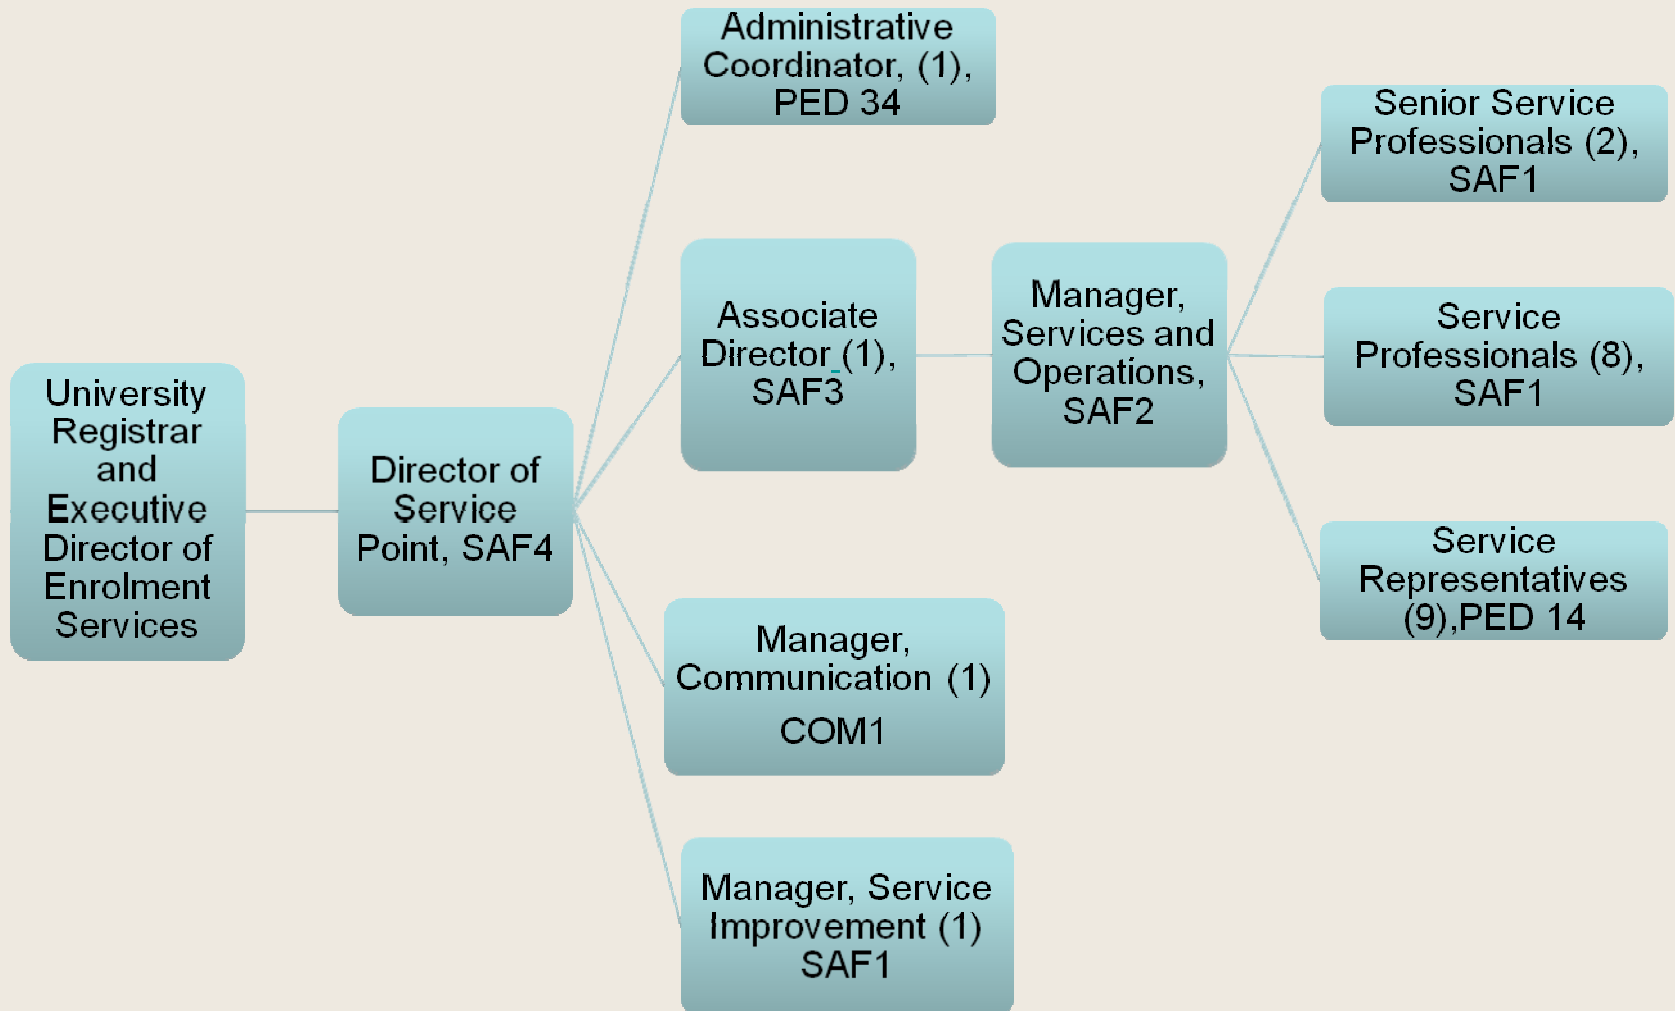 University
Registrar
and
Executive
Director of
Enrolment
Services
Director of
Service
Point, SAF4
Administrative
Coordinator, (1),
PED 34
Associate
Director (1),
SAF3
Manager,
Communication (1)
COM1
Manager, Service
Improvement (1)
SAF1
Manager,
Services and
Operations,
SAF2
Senior Service
Professionals (2),
SAF1
Service
Professionals (8),
SAF1
Service
Representatives
(9),PED 14